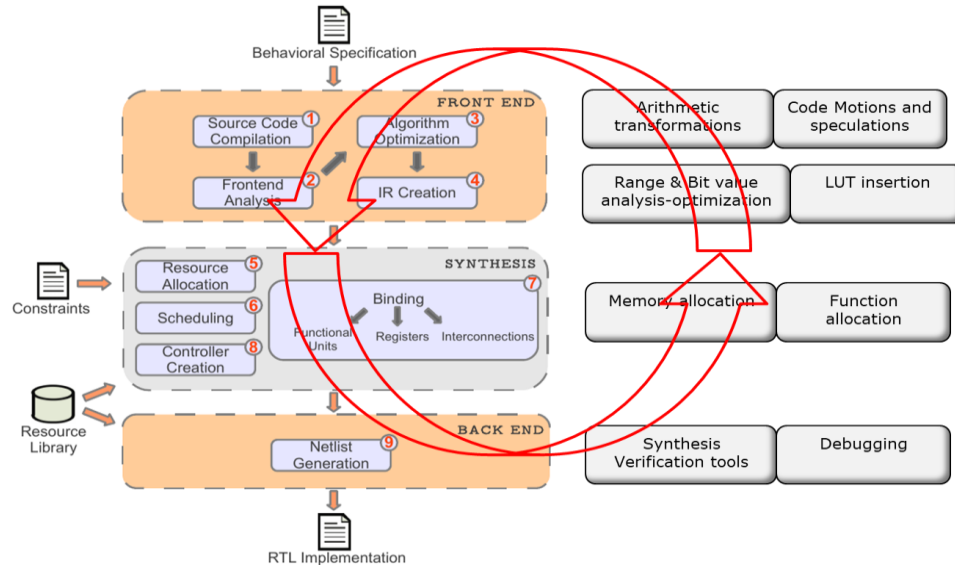 Behavioral Specification
FRONT END
Source Code
Compilation
1
Algorithm
Optimization
3
Frontend
Analysis
2
IR Creation
4
Constraints
SYNTHESIS
Resource
Allocation
5
Scheduling
6
Controller
Creation
8
7
Binding
Functional
Units
Registers
Interconnections
Resource
Library
BACK END
Netlist
Generation
9
RTL Implementation
Arithmetic
transformations
Code Motions and
speculations
Range & Bit value
analysis-optimization
LUT insertion
Memory allocation
Function
allocation
Synthesis
Verification tools
Debugging